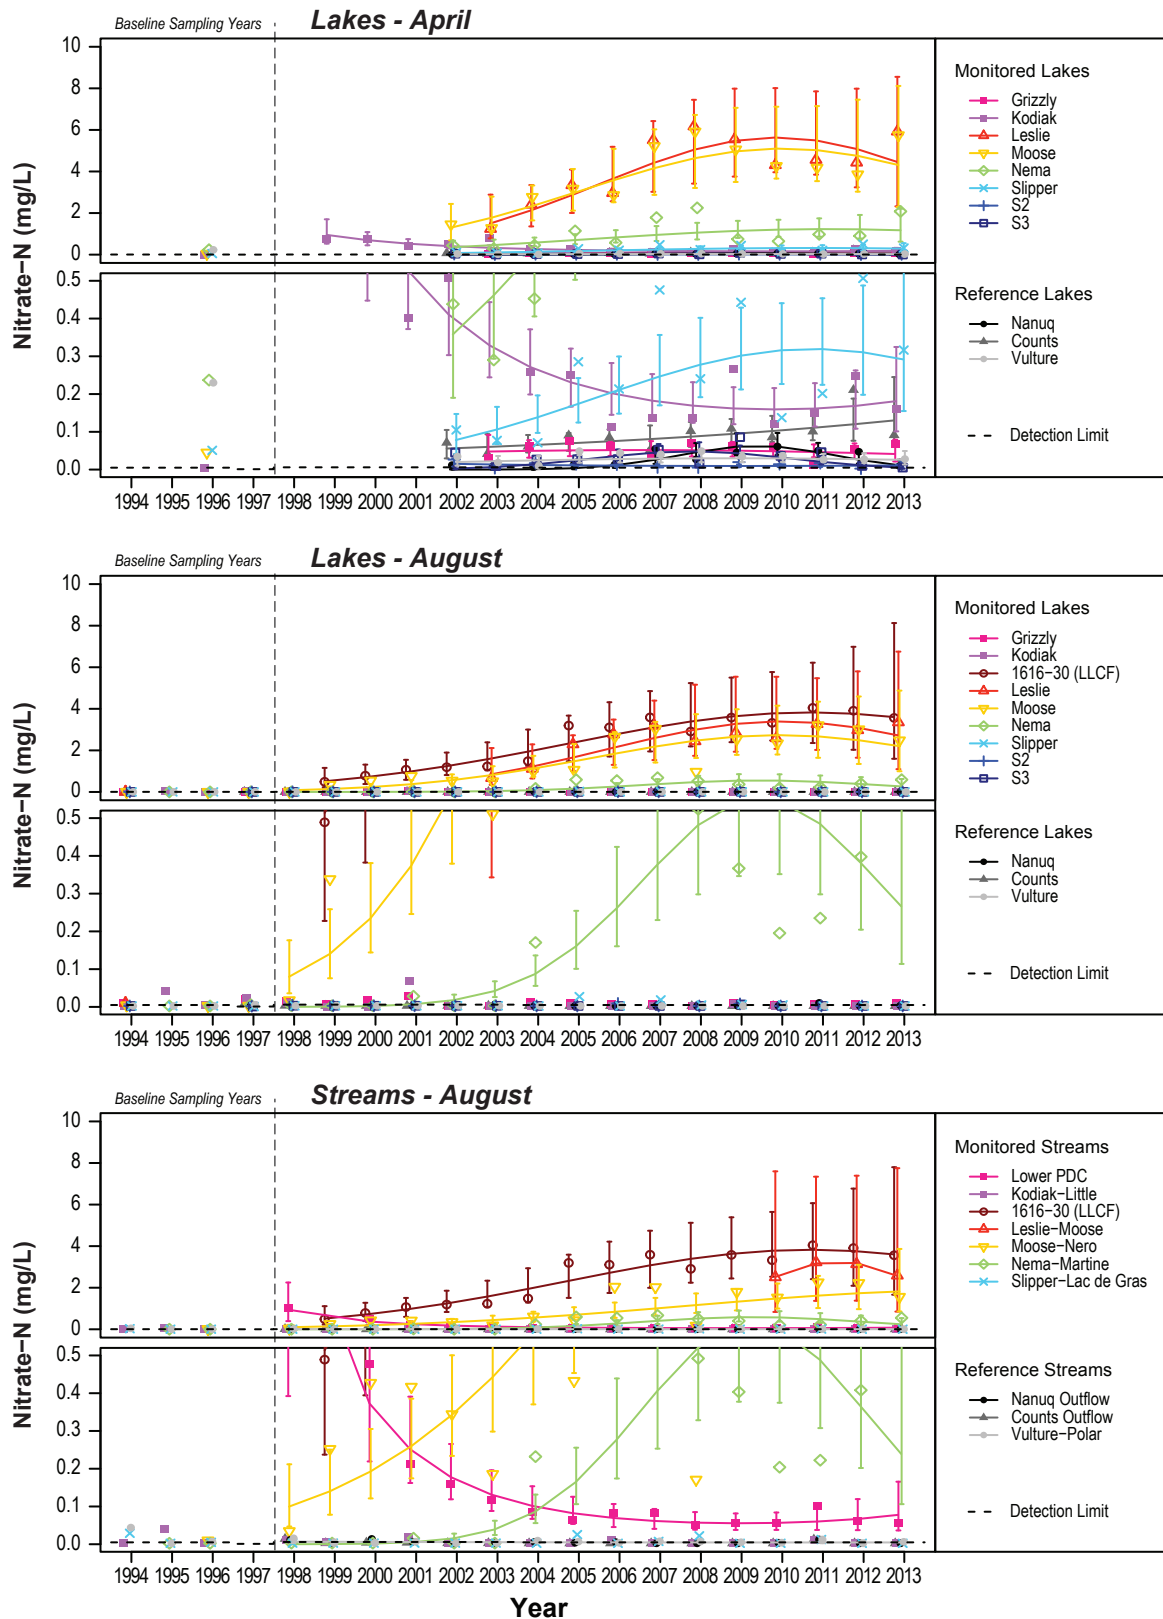 Baseline Sampling Years
Lakes - April
Nitrate−N (mg/L)
10
8
6
4
2
0
0.5
0.4
0.3
0.2
0.1
0.0
1994 1995 1996 1997 1998 1999 2000 2001 2002 2003 2004 2005 2006 2007 2008 2009 2010 2011 2012 2013
Monitored Lakes
Grizzly
Kodiak
Leslie
Moose
Nema
Slipper
S2
S3
Reference Lakes
Nanuq
Counts
Vulture
Detection Limit
Baseline Sampling Years
Lakes - August
Nitrate−N (mg/L)
10
8
6
4
2
0
0.5
0.4
0.3
0.2
0.1
0.0
1994 1995 1996 1997 1998 1999 2000 2001 2002 2003 2004 2005 2006 2007 2008 2009 2010 2011 2012 2013
Monitored Lakes
Grizzly
Kodiak
1616−30 (LLCF)
Leslie
Moose
Nema
Slipper
S2
S3
Reference Lakes
Nanuq
Counts
Vulture
Detection Limit
Baseline Sampling Years
Streams - August
Nitrate−N (mg/L)
10
8
6
4
2
0
0.5
0.4
0.3
0.2
0.1
0.0
1994 1995 1996 1997 1998 1999 2000 2001 2002 2003 2004 2005 2006 2007 2008 2009 2010 2011 2012 2013
Year
Monitored Streams
Lower PDC
Kodiak−Little
1616−30 (LLCF)
Leslie−Moose
Moose−Nero
Nema−Martine
Slipper−Lac de Gras
Reference Streams
Nanuq Outflow
Counts Outflow
Vulture−Polar
Detection Limit